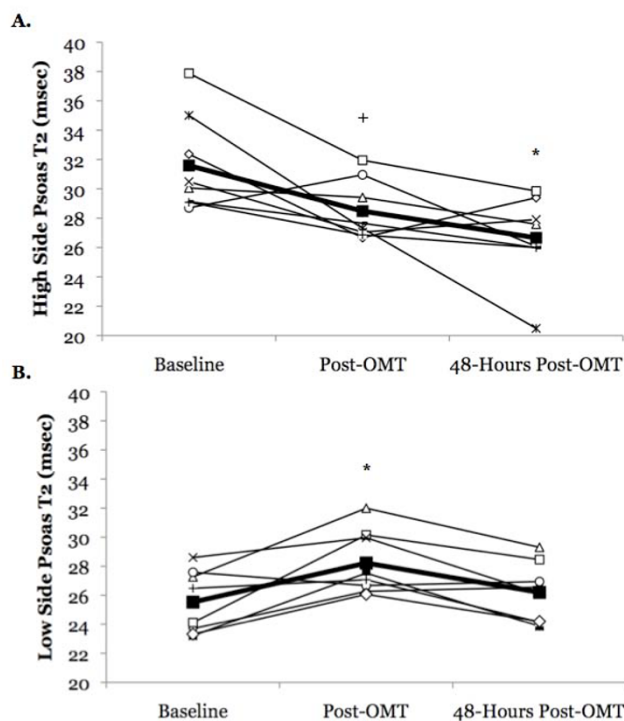 A.
High Side Psoas T2 (msec)
40
38
36
34
32
30
28
26
24
22
20
+
*
Baseline
Post-OMT
48-Hours Post-OMT
B.
Low Side Psoas T2 (msec)
40
38
36
34
32
30
28
26
24
22
20
*
Baseline
Post-OMT
48-Hours Post-OMT